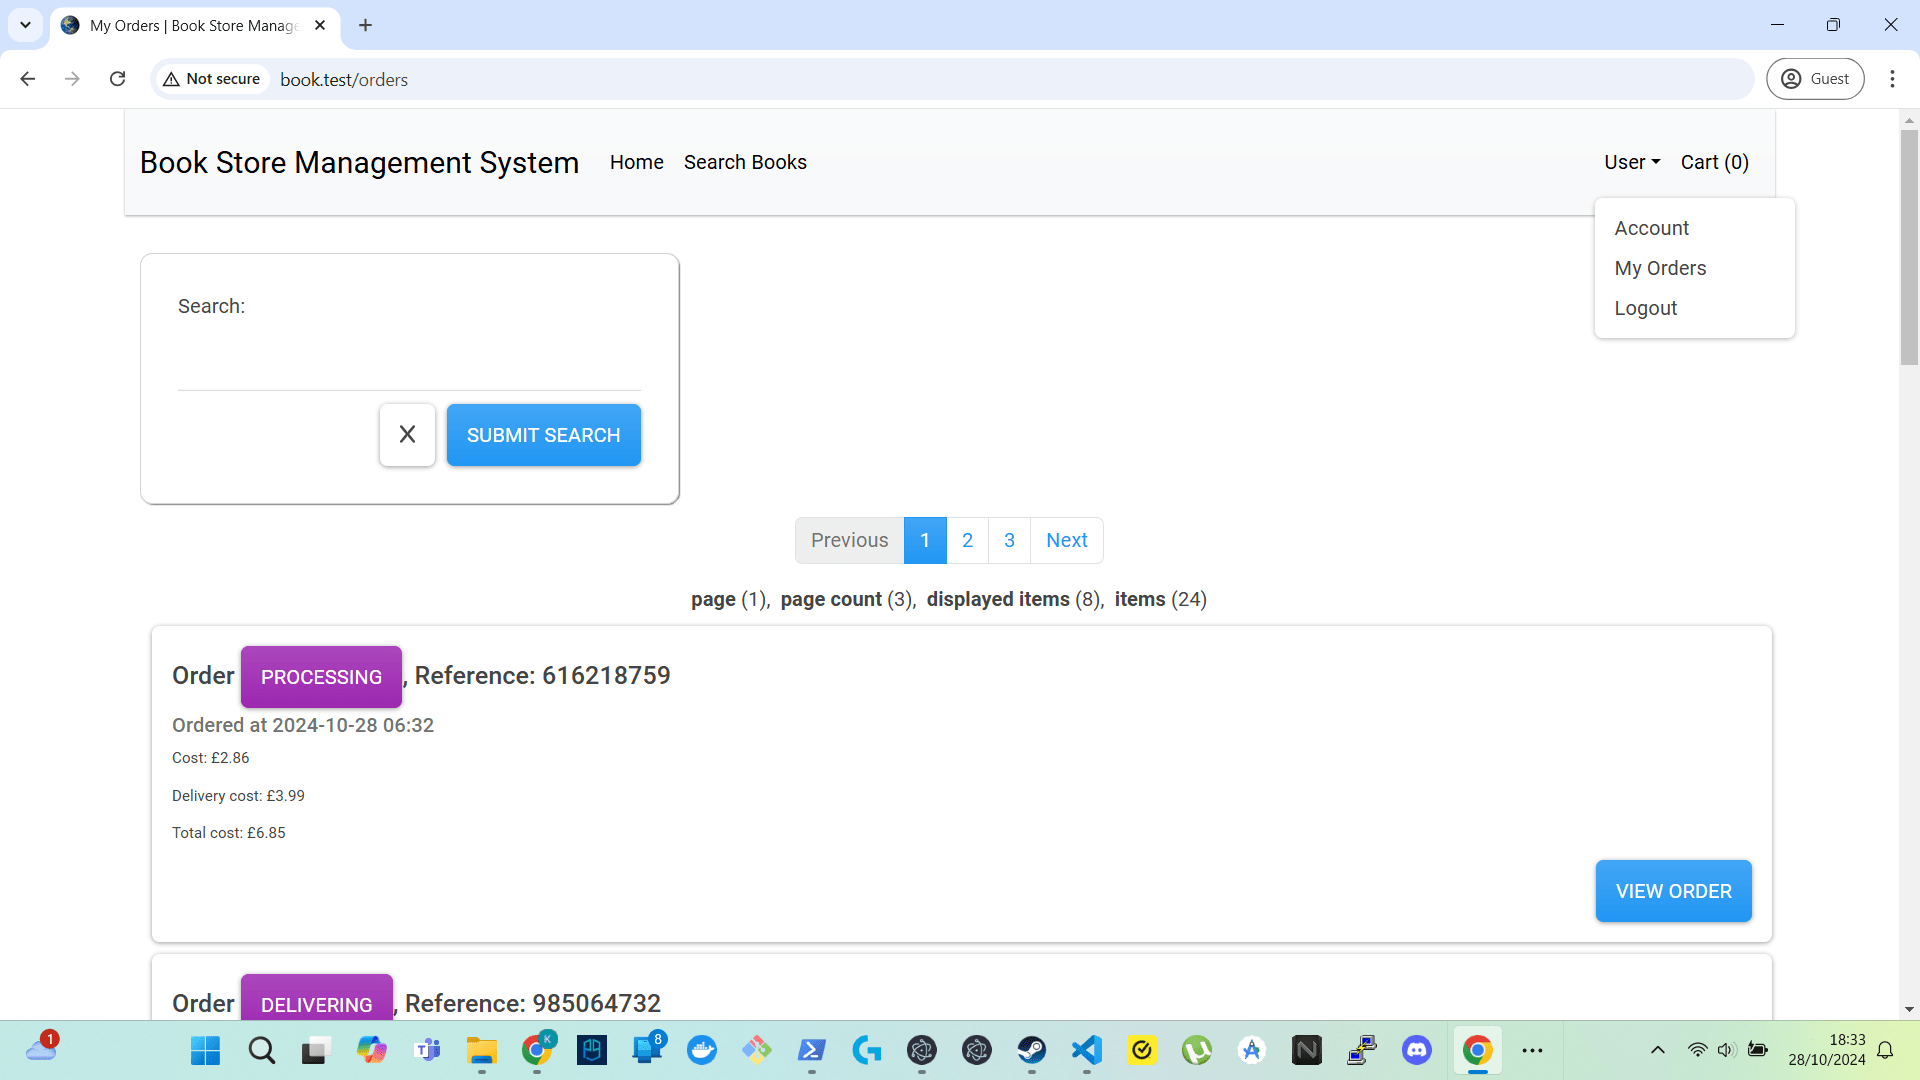 My Orders | Book Store Manage
Not secure
book.test/orders
Guest
Book Store Management System
Home
Search Books
User
Cart (0)
Account
My Orders
Logout
Search:
X
SUBMIT SEARCH
Previous 1 2 3 Next
page (1), page count (3), displayed items (8), items (24)
Order PROCESSING, Reference: 616218759
Ordered at 2024-10-28 06:32
Cost: £2.86
Delivery cost: £3.99
Total cost: £6.85
VIEW ORDER
Order DELIVERING, Reference: 985064732
1
K
8
18:33
28/10/2024